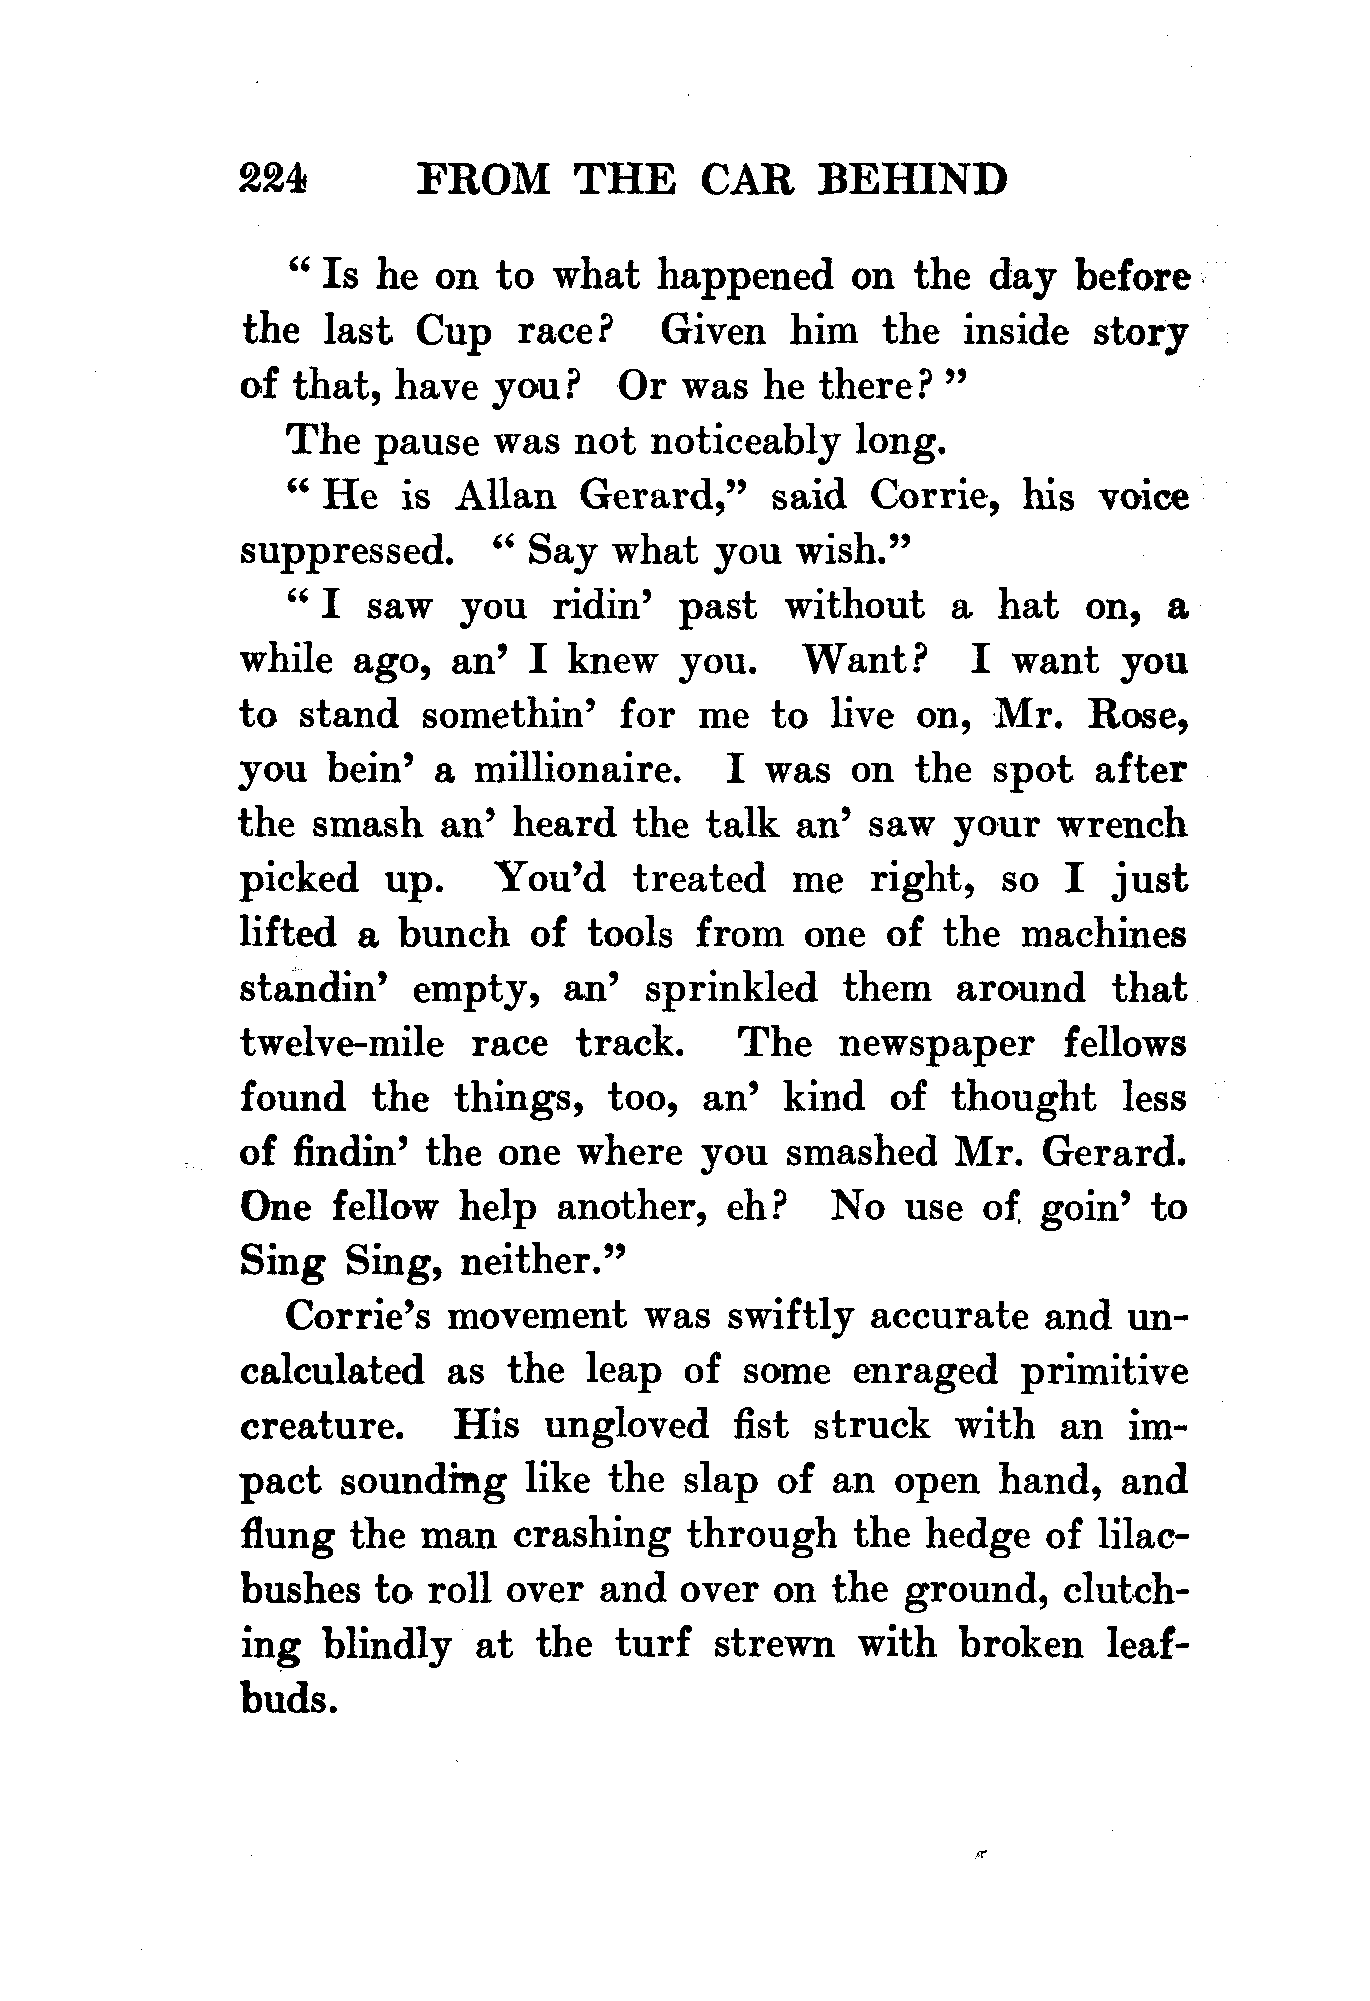 224 FROM THE CAR BEHIND
“ Is he on to what happened on the day before
the last Cup race? Given him the inside story
of that, have you? Or was he there? ”
The pause was not noticeably long.
“ He is Allan Gerard,” said Corrie, his voice
suppressed. “ Say what you wish.”
“ I saw you ridin’ past without a hat on, a
while ago, an’ I knew you. Want? I want you
to stand somethin’ for me to live on, Mr. Rose,
you bein’ a millionaire. I was on the spot after
the smash an’ heard the talk an’ saw your wrench
picked up. You’d treated me right, so I just
lifted a bunch of tools from one of the machines
standin’ empty, an’ sprinkled them around that
twelve-mile race track. The newspaper fellows
found the things, too, an’ kind of thought less
of findin’ the one where you smashed Mr. Gerard.
One fellow help another, eh? No use of goin’ to
Sing Sing, neither.”
Corrie’s movement was swiftly accurate and un-
calculated as the leap of some enraged primitive
creature. His ungloved fist struck with an im-
pact sounding like the slap of an open hand, and
flung the man crashing through the hedge of lilac-
bushes to roll over and over on the ground, clutch-
ing blindly at the turf strewn with broken leaf-
buds.